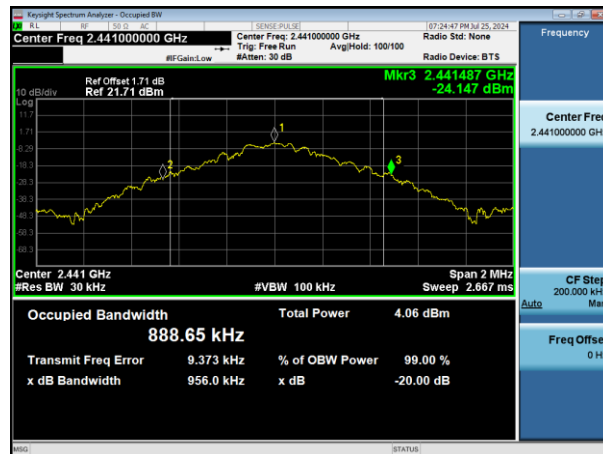 Keysight Spectrum Analyzer - Occupied BW
RL RF 50 Ω AC SENSE:PULSE 07:24:47 PM Jul 25, 2024
Center Freq 2.441000000 GHz
Center Freq: 2.441000000 GHz
Radio Std: None
Trig: Free Run Avg|Hold: 100/100
#IFGain:Low #Atten: 30 dB Radio Device: BTS
Ref Offset 1.71 dB
10 dB/div Ref 21.71 dBm
Mkr3 2.441487 GHz
-24.147 dBm
Log
11.7
1.71
-8.29
-18.3
-38.3
-48.3
-58.3
-68.3
1
2
3
Center 2.441 GHz Span 2 MHz
#Res BW 30 kHz #VBW 100 kHz Sweep 2.667 ms
Occupied Bandwidth Total Power 4.06 dBm
888.65 kHz
Transmit Freq Error 9.373 kHz % of OBW Power 99.00 %
x dB Bandwidth 956.0 kHz x dB -20.00 dB
MSG STATUS
Frequency
Center Freq
2.441000000 GH
CF Step
200.000 kH
Auto Ma
Freq Offse
0 H